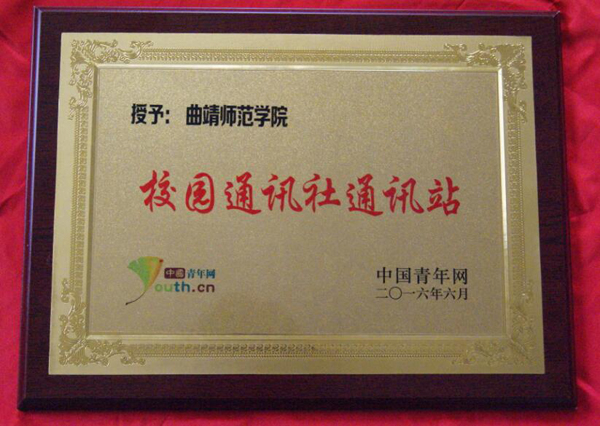 授予：曲靖师范学院
校园通讯社通讯站
中国青年网
Youth.cn
中国青年网
二〇一六年六月